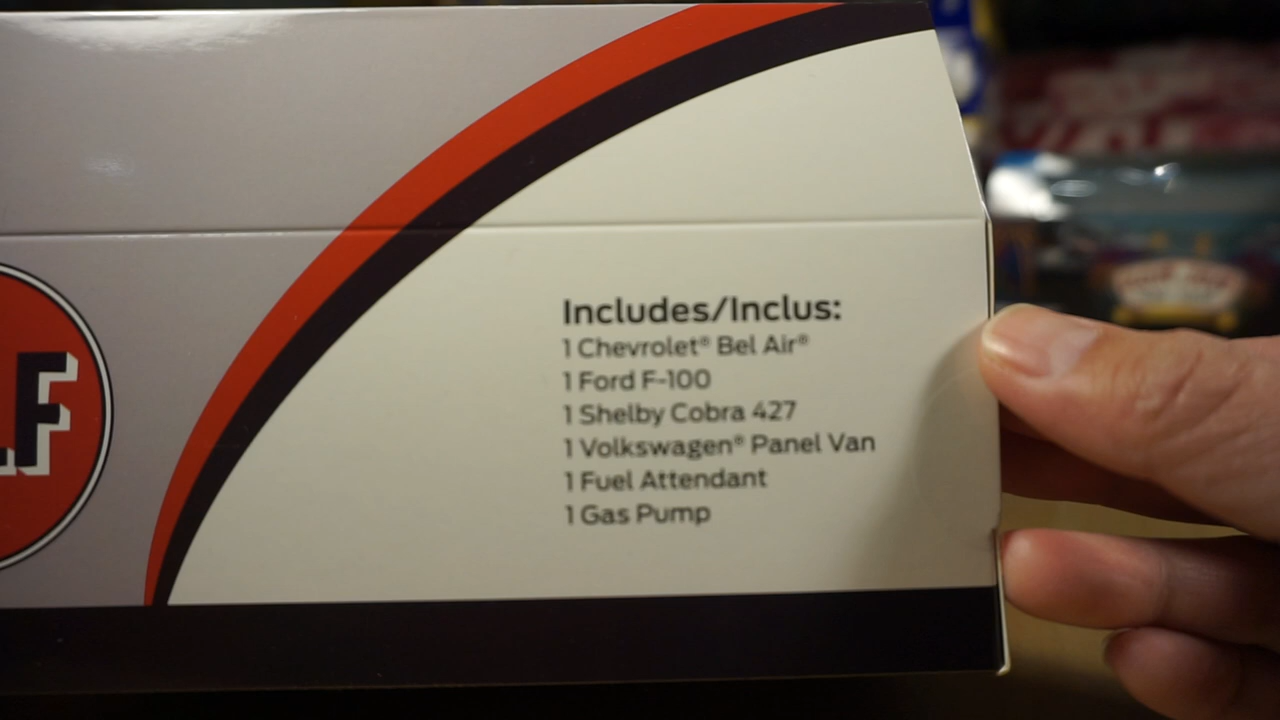 Includes/Inclus:
1 Chevrolet® Bel Air®
1 Ford F-100
1 Shelby Cobra 427
1 Volkswagen® Panel Van
1 Fuel Attendant
1 Gas Pump
LF